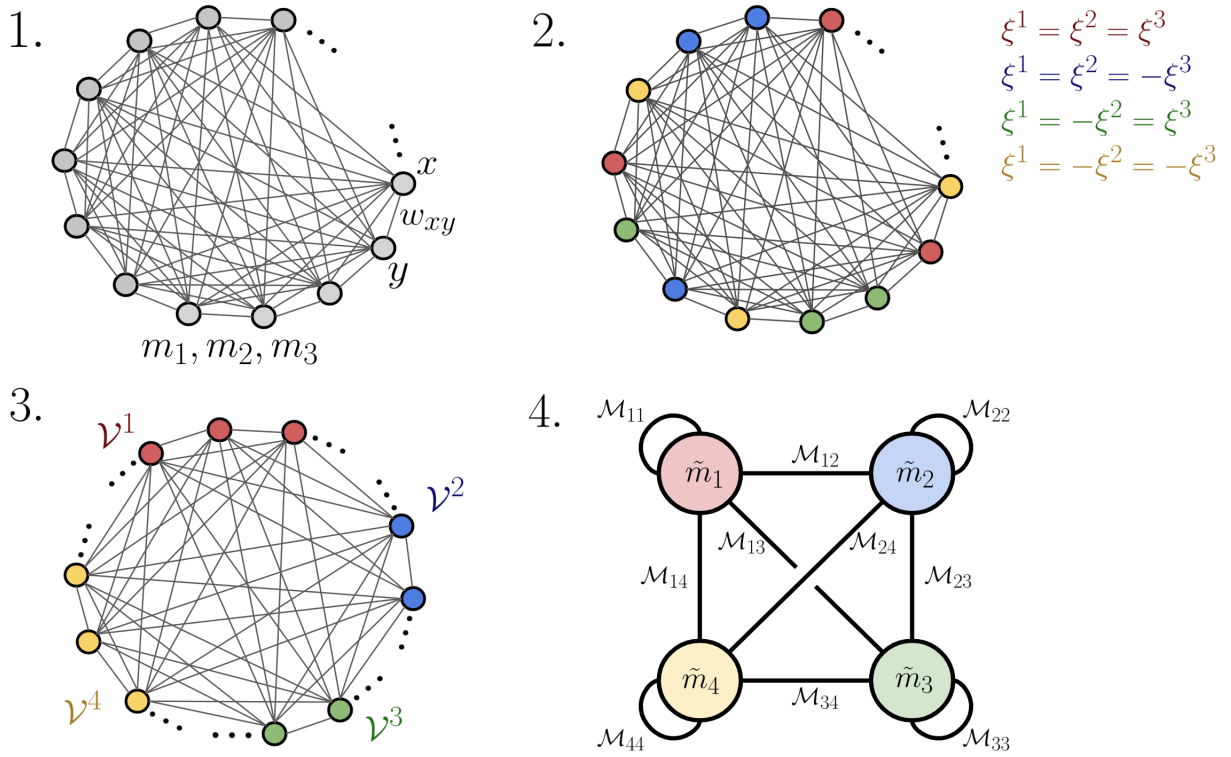 1.
x
w_{xy}
y
m_1, m_2, m_3
2.
ξ^1 = ξ^2 = ξ^3
ξ^1 = ξ^2 = −ξ^3
ξ^1 = −ξ^2 = ξ^3
ξ^1 = −ξ^2 = −ξ^3
3.
𝒱^1
𝒱^2
𝒱^4
𝒱^3
4.
ℳ_{11}
ℳ_{22}
m̃_1
ℳ_{12}
m̃_2
ℳ_{13}
ℳ_{24}
ℳ_{14}
ℳ_{23}
m̃_4
ℳ_{34}
m̃_3
ℳ_{44}
ℳ_{33}